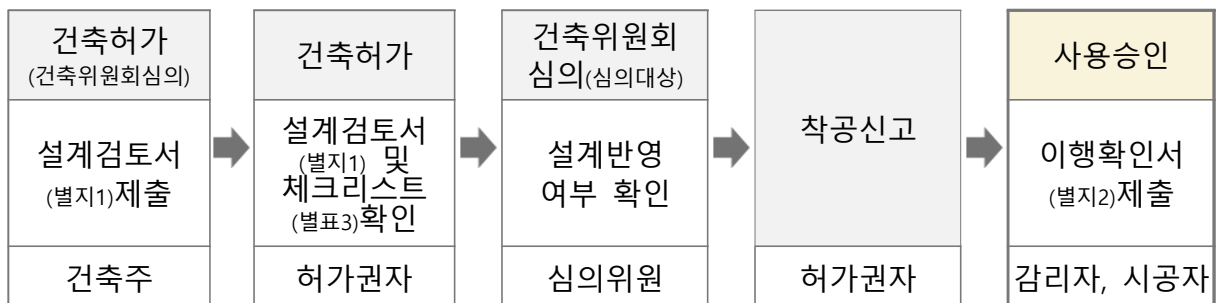 건축허가
(건축위원회심의)
설계검토서
(별지1)제출
건축주
건축허가
설계검토서
(별지1) 및
체크리스트
(별표3)확인
허가권자
건축위원회
심의(심의대상)
설계반영
여부 확인
심의위원
착공신고
허가권자
사용승인
이행확인서
(별지2)제출
감리자, 시공자